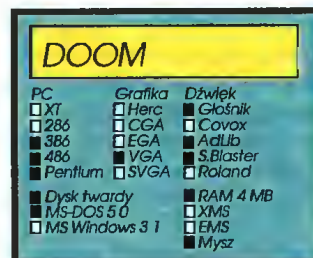 DOOM
PC Grafika Dźwięk
XT Herc Głośnik
286 CGA Covox
386 EGA AdLib
486 VGA S.Blaster
Pentium SVGA Roland
Dysk twardy RAM 4 MB
MS-DOS 5 0 XMS
MS Windows 3 1 EMS
Mysz